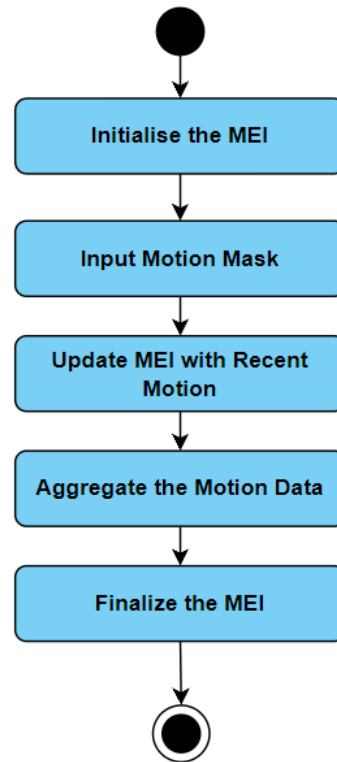 Initialise the MEI
Input Motion Mask
Update MEI with Recent
Motion
Aggregate the Motion Data
Finalize the MEI